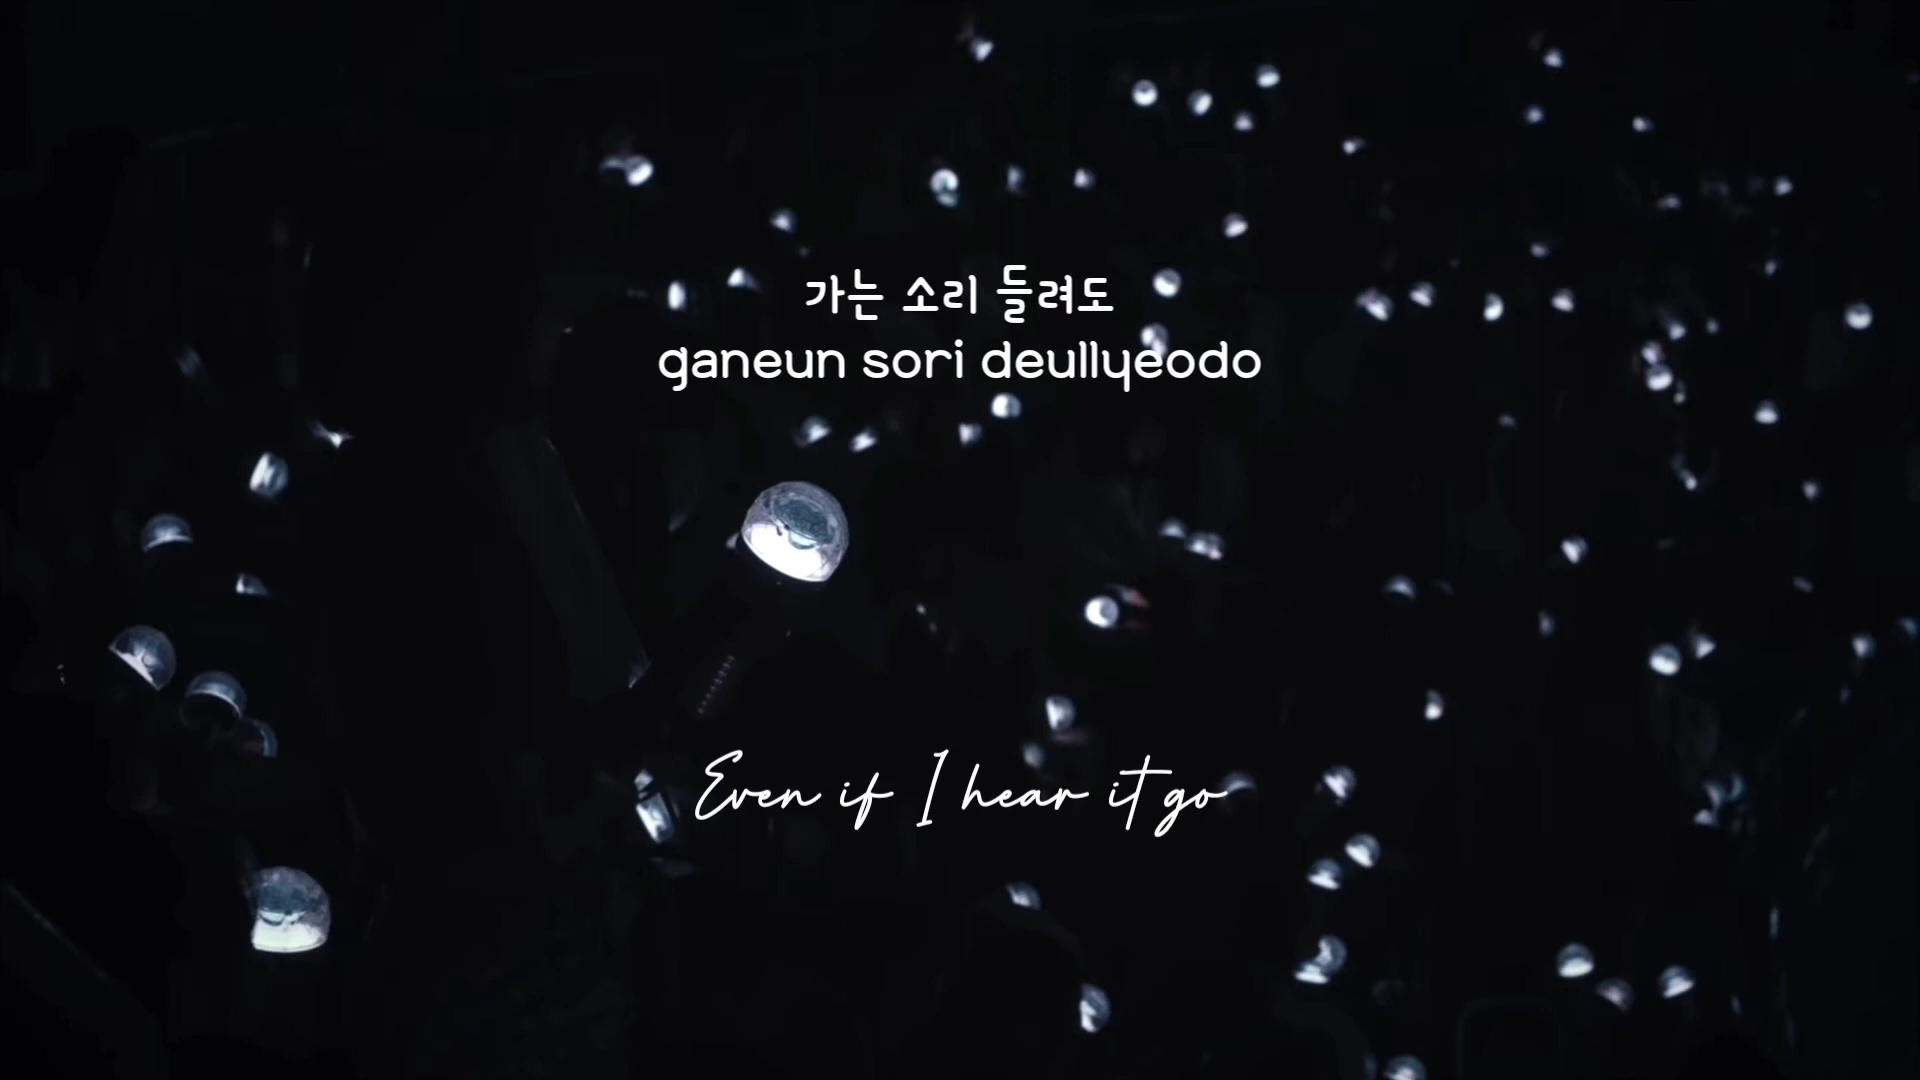 가는 소리 들려도
ganeun sori deullyeodo
Even if I hear it go